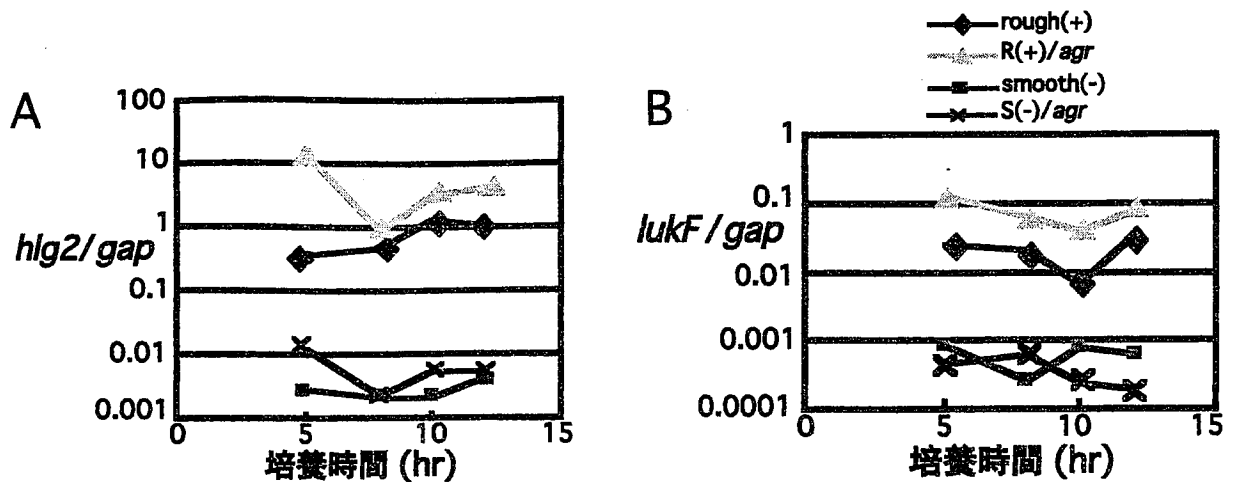 A
100
10
1
0.1
0.01
0.001
hlg2/gap
0 5 10 15
培養時間 (hr)
rough(+)
R(+)/agr
smooth(-)
S(-)/agr
B
1
0.1
0.01
0.001
0.0001
lukF/gap
0 5 10 15
培養時間 (hr)